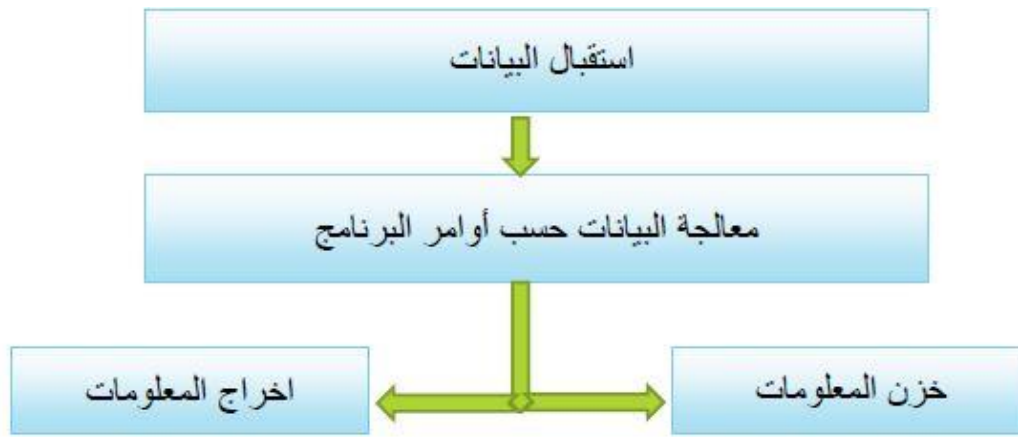 استقبال البيانات
معالجة البيانات حسب أوامر البرنامج
خزن المعلومات
اخراج المعلومات